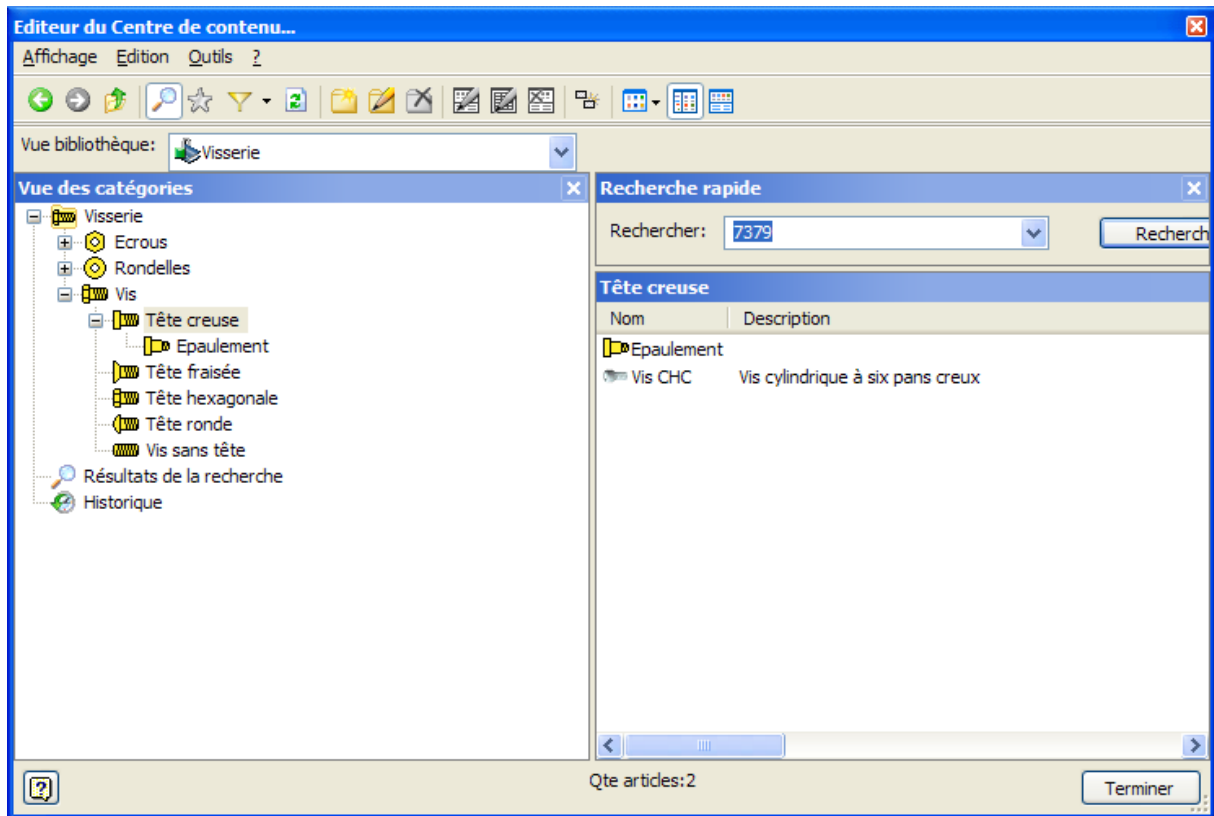 Editeur du Centre de contenu...
Affichage Edition Outils ?
Vue bibliothèque: Visserie
Vue des catégories
Visserie
Ecrous
Rondelles
Vis
Tête creuse
Epaulement
Tête fraisée
Tête hexagonale
Tête ronde
Vis sans tête
Résultats de la recherche
Historique
Recherche rapide
Rechercher: 7379 Recherch
Tête creuse
Nom Description
Epaulement
Vis CHC Vis cylindrique à six pans creux
Qte articles:2
Terminer